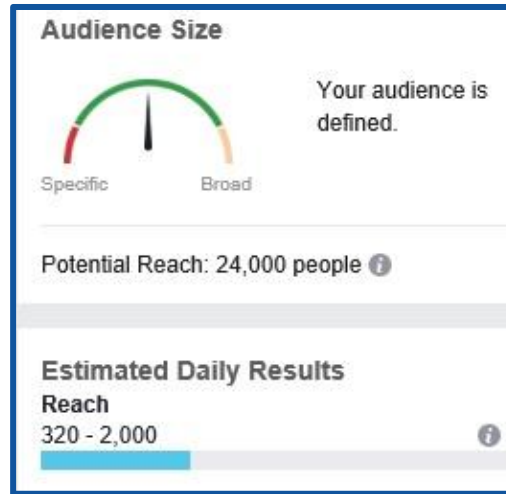 Audience Size
Your audience is
defined.
Specific
Broad
Potential Reach: 24,000 people
Estimated Daily Results
Reach
320 - 2,000